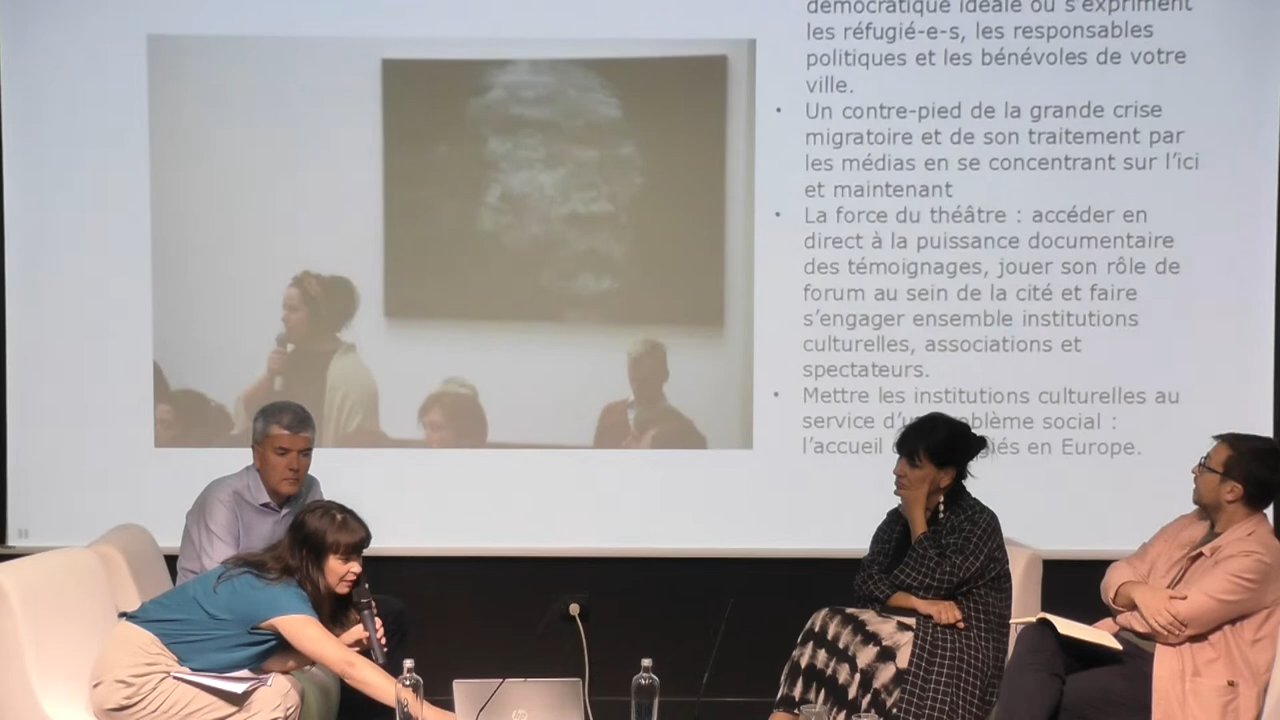 démocratique idéale où s'expriment
les réfugié-e-s, les responsables
politiques et les bénévoles de votre
ville.
• Un contre-pied de la grande crise
migratoire et de son traitement par
les médias en se concentrant sur l'ici
et maintenant
• La force du théâtre : accéder en
direct à la puissance documentaire
des témoignages, jouer son rôle de
forum au sein de la cité et faire
s'engager ensemble institutions
culturelles, associations et
spectateurs.
• Mettre les institutions culturelles au
service social :
l'accueil en Europe.
hp